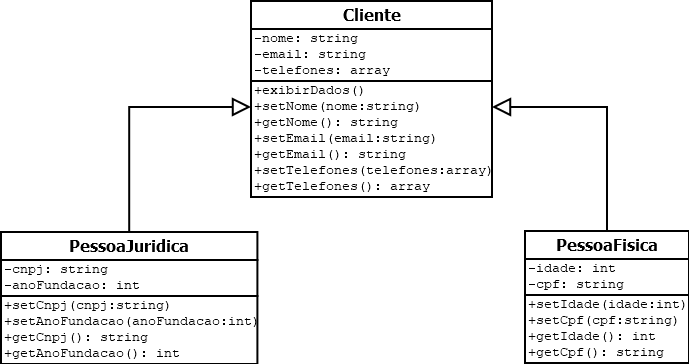 Cliente
-nome: string
-email: string
-telefones: array
+exibirDados()
+setNome(nome:string)
+getNome(): string
+setEmail(email:string)
+getEmail(): string
+setTelefones(telefones:array)
+getTelefones(): array
PessoaJuridica
-cnpj: string
-anoFundacao: int
+setCnpj(cnpj:string)
+setAnoFundacao(anoFundacao:int)
+getCnpj(): string
+getAnoFundacao(): int
PessoaFisica
-idade: int
-cpf: string
+setIdade(idade:int)
+setCpf(cpf:string)
+getIdade(): int
+getCpf(): string